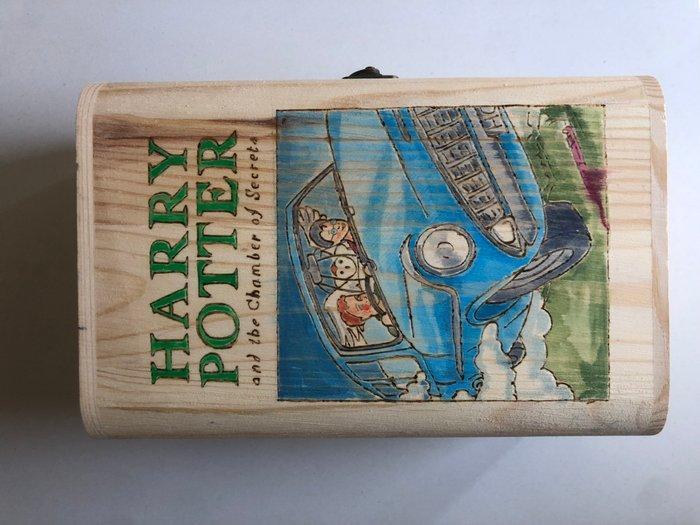 HARRY
POTTER
and the Chamber of Secrets